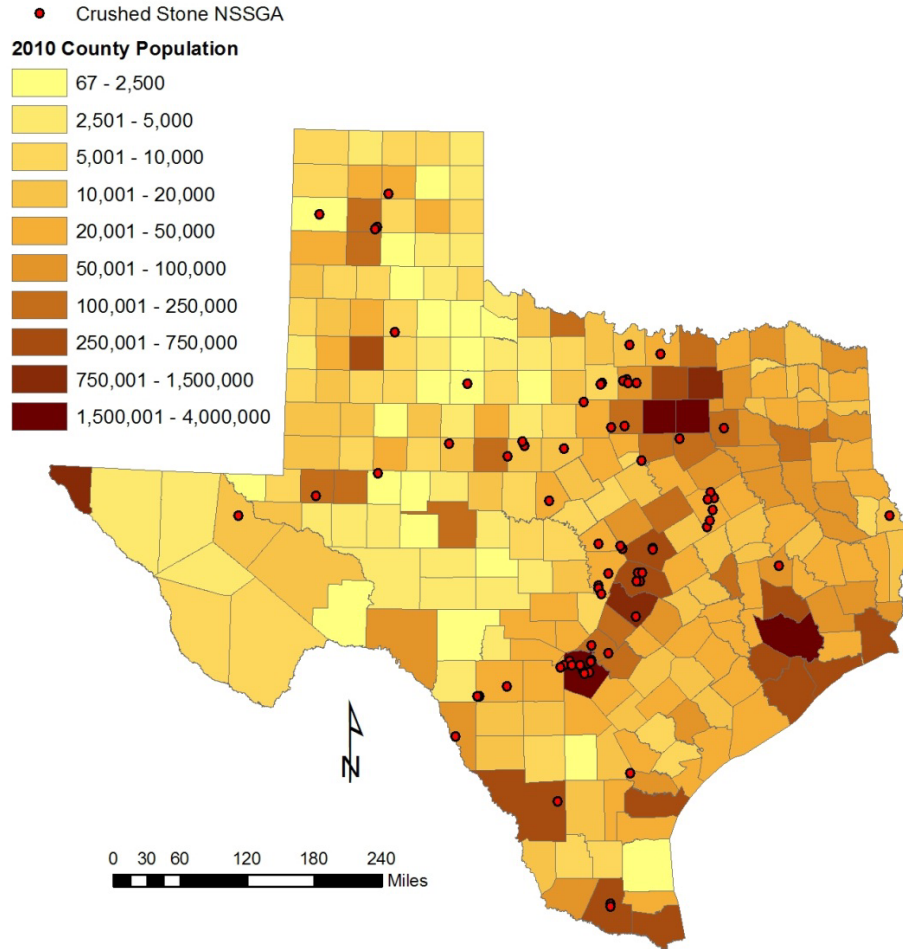 Crushed Stone NSSGA
2010 County Population
67 - 2,500
2,501 - 5,000
5,001 - 10,000
10,001 - 20,000
20,001 - 50,000
50,001 - 100,000
100,001 - 250,000
250,001 - 750,000
750,001 - 1,500,000
1,500,001 - 4,000,000
N
0 30 60 120 180 240
Miles